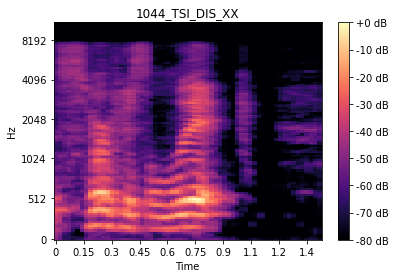 1044_TSI_DIS_XX
8192
4096
2048
1024
512
0
Hz
0 0.15 0.3 0.45 0.6 0.75 0.9 1.1 1.2 1.4
Time
+0 dB
-10 dB
-20 dB
-30 dB
-40 dB
-50 dB
-60 dB
-70 dB
-80 dB